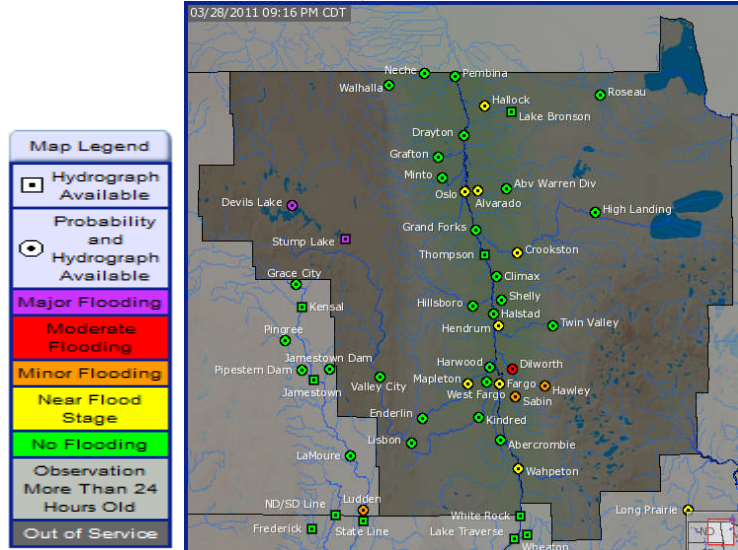 03/28/2011 09:16 PM CDT
Map Legend
Hydrograph
Available
Probability
and
Hydrograph
Available
Major Flooding
Moderate
Flooding
Minor Flooding
Near Flood
Stage
No Flooding
Observation
More Than 24
Hours Old
Out of Service
Neche
Pembina
Walhalla
Roseau
Hallock
Lake Bronson
Drayton
Grafton
Minto
Abv Warren Div
Oslo
Alvarado
Devils Lake
High Landing
Grand Forks
Stump Lake
Crookston
Thompson
Grace City
Climax
Kensal
Hillsboro
Shelly
Halstad
Pingree
Hendrum
Twin Valley
Jamestown Dam
Harwood
Dilworth
Pipestem Dam
Mapleton
Fargo
Hawley
Jamestown
Valley City
West Fargo
Sabin
Enderlin
Kindred
Lisbon
Abercrombie
LaMoure
Wahpeton
ND/SD Line
Ludden
Long Prairie
White Rock
Frederick
State Line
Lake Traverse
Wheaton
ND